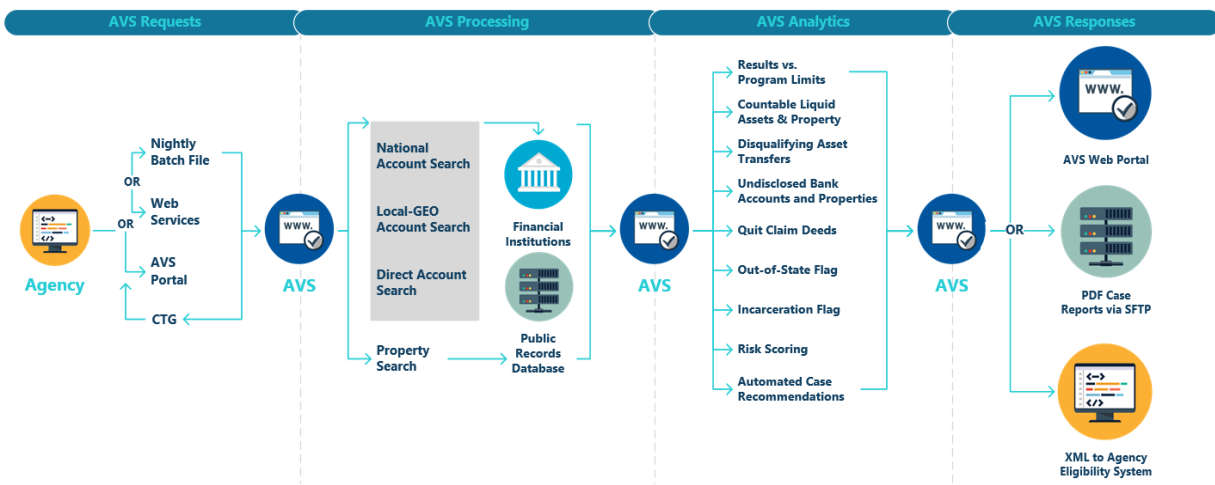 AVS Requests
AVS Processing
AVS Analytics
AVS Responses
Agency
OR
OR
Nightly
Batch File
Web
Services
AVS
Portal
CTG
WWW.
AVS
National
Account Search
Local-GEO
Account Search
Direct Account
Search
Property
Search
Financial
Institutions
Public
Records
Database
WWW.
AVS
Results vs.
Program Limits
Countable Liquid
Assets & Property
Disqualifying Asset
Transfers
Undisclosed Bank
Accounts and Properties
Quit Claim Deeds
Out-of-State Flag
Incarceration Flag
Risk Scoring
Automated Case
Recommendations
WWW.
AVS
OR
WWW.
AVS Web Portal
PDF Case
Reports via SFTP
XML to Agency
Eligibility System